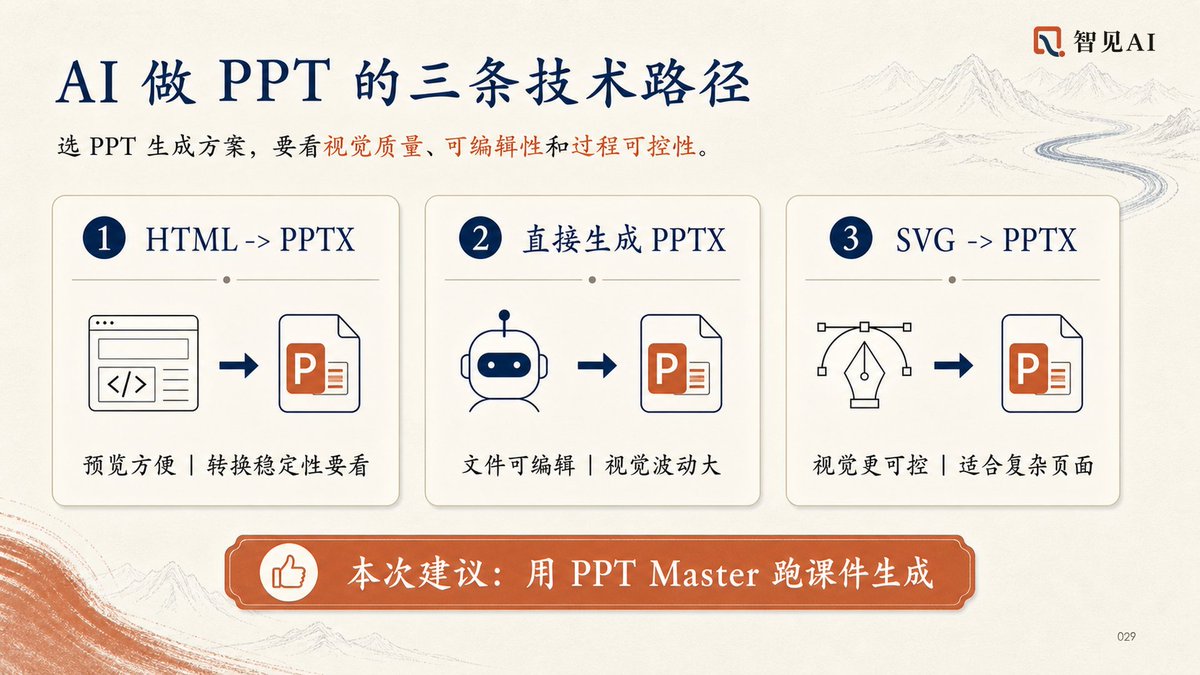 智见AI
AI 做 PPT 的三条技术路径
选 PPT 生成方案，要看视觉质量、可编辑性和过程可控性。
1 HTML -> PPTX
</>
P
预览方便 | 转换稳定性要看
2 直接生成 PPTX
P
文件可编辑 | 视觉波动大
3 SVG -> PPTX
P
视觉更可控 | 适合复杂页面
本次建议：用 PPT Master 跑课件生成
029